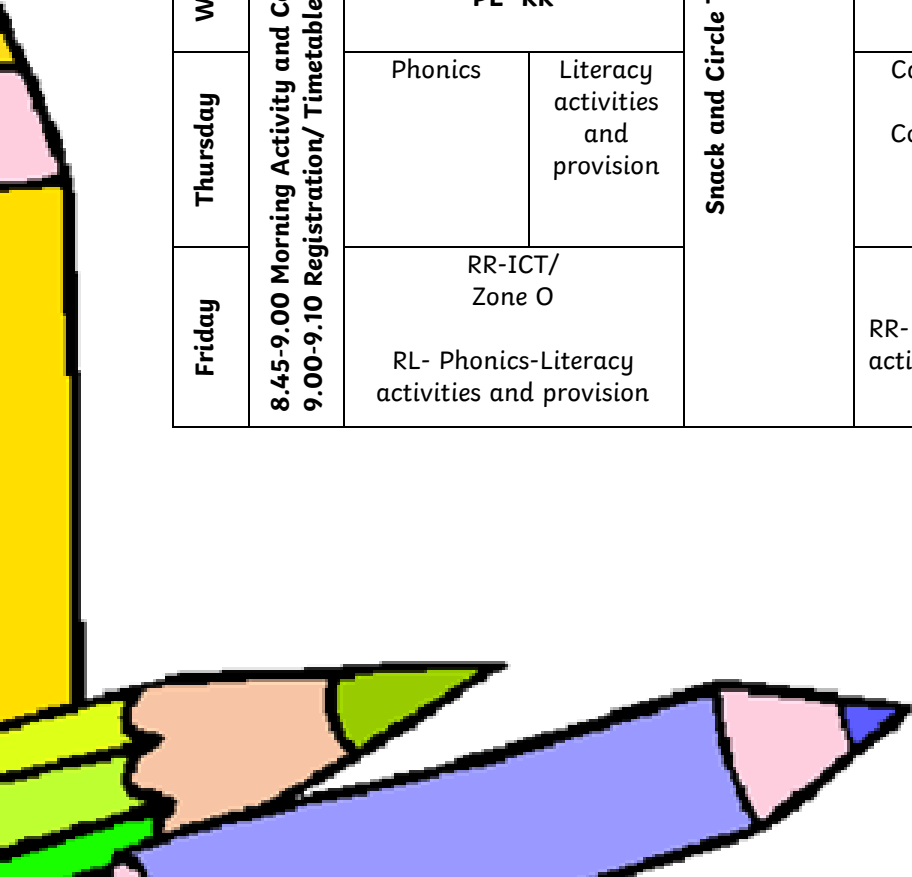 W
8.45-9.00 Morning Activity and
9.00-9.10 Registration/ Timetable
PE RR
Snack and Circle
Thursday
Phonics
Literacy
activities
and
provision
Friday
RR-ICT/
Zone O
RL- Phonics-Literacy
activities and provision
RR-